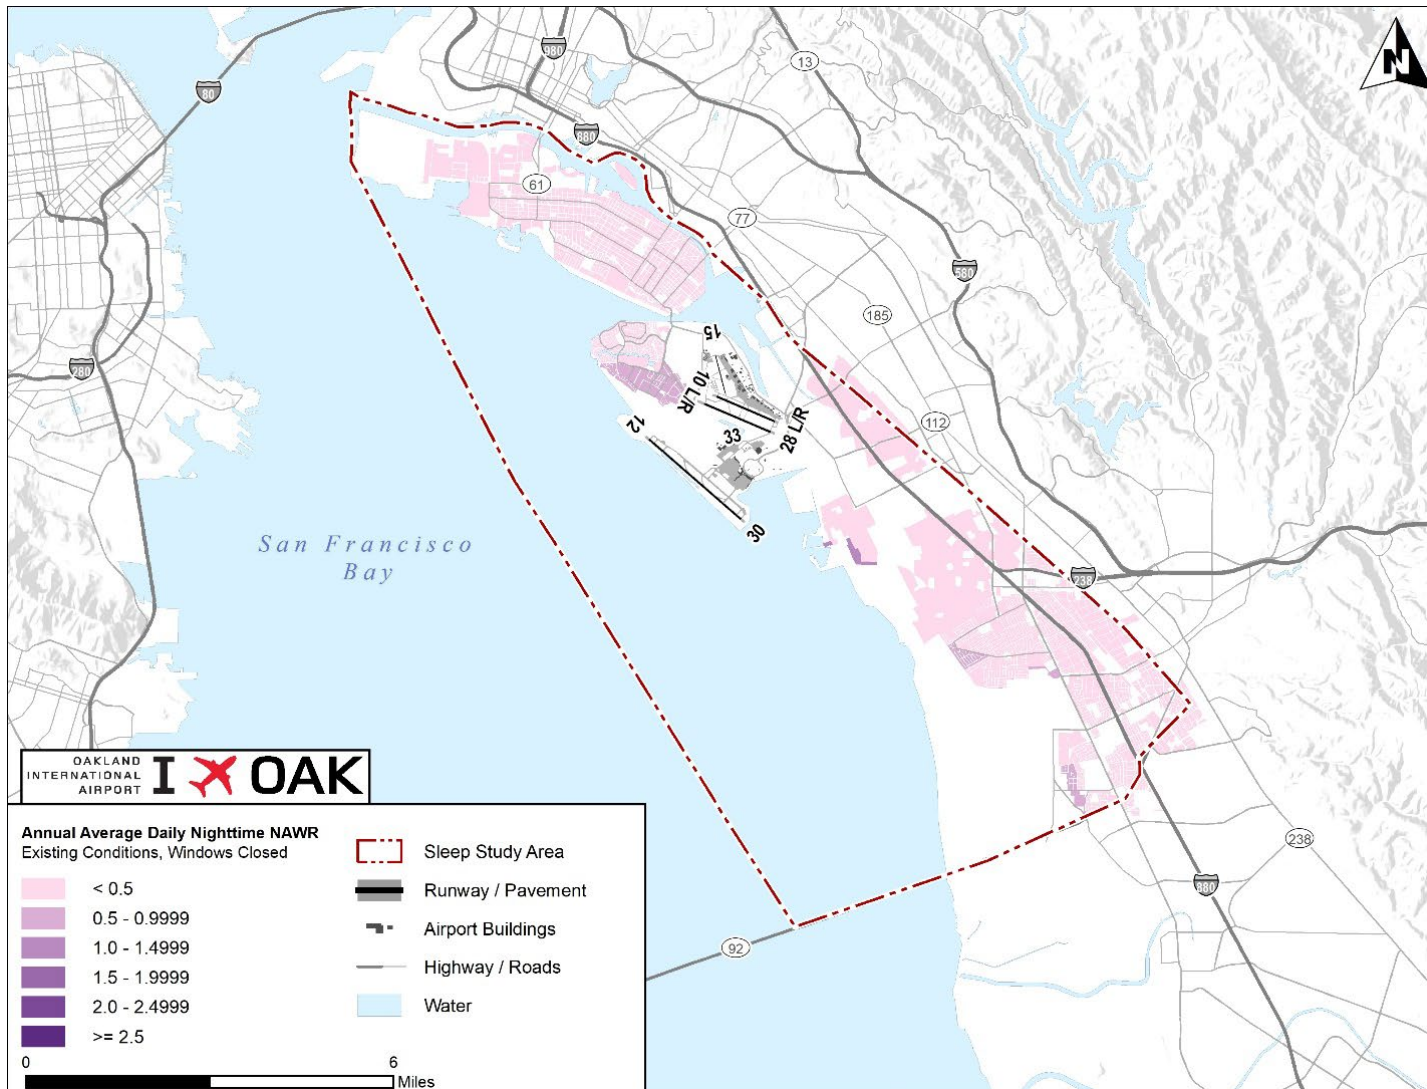 980
13
N
80
880
61
77
580
185
15
280
10 L/R
112
12
33
28 L/R
30
San Francisco
Bay
238
OAKLAND
INTERNATIONAL
AIRPORT
I OAK
Annual Average Daily Nighttime NAWR
Existing Conditions, Windows Closed
< 0.5
0.5 - 0.9999
1.0 - 1.4999
1.5 - 1.9999
2.0 - 2.4999
>= 2.5
Sleep Study Area
Runway / Pavement
Airport Buildings
Highway / Roads
Water
0 6
Miles
238
880
92